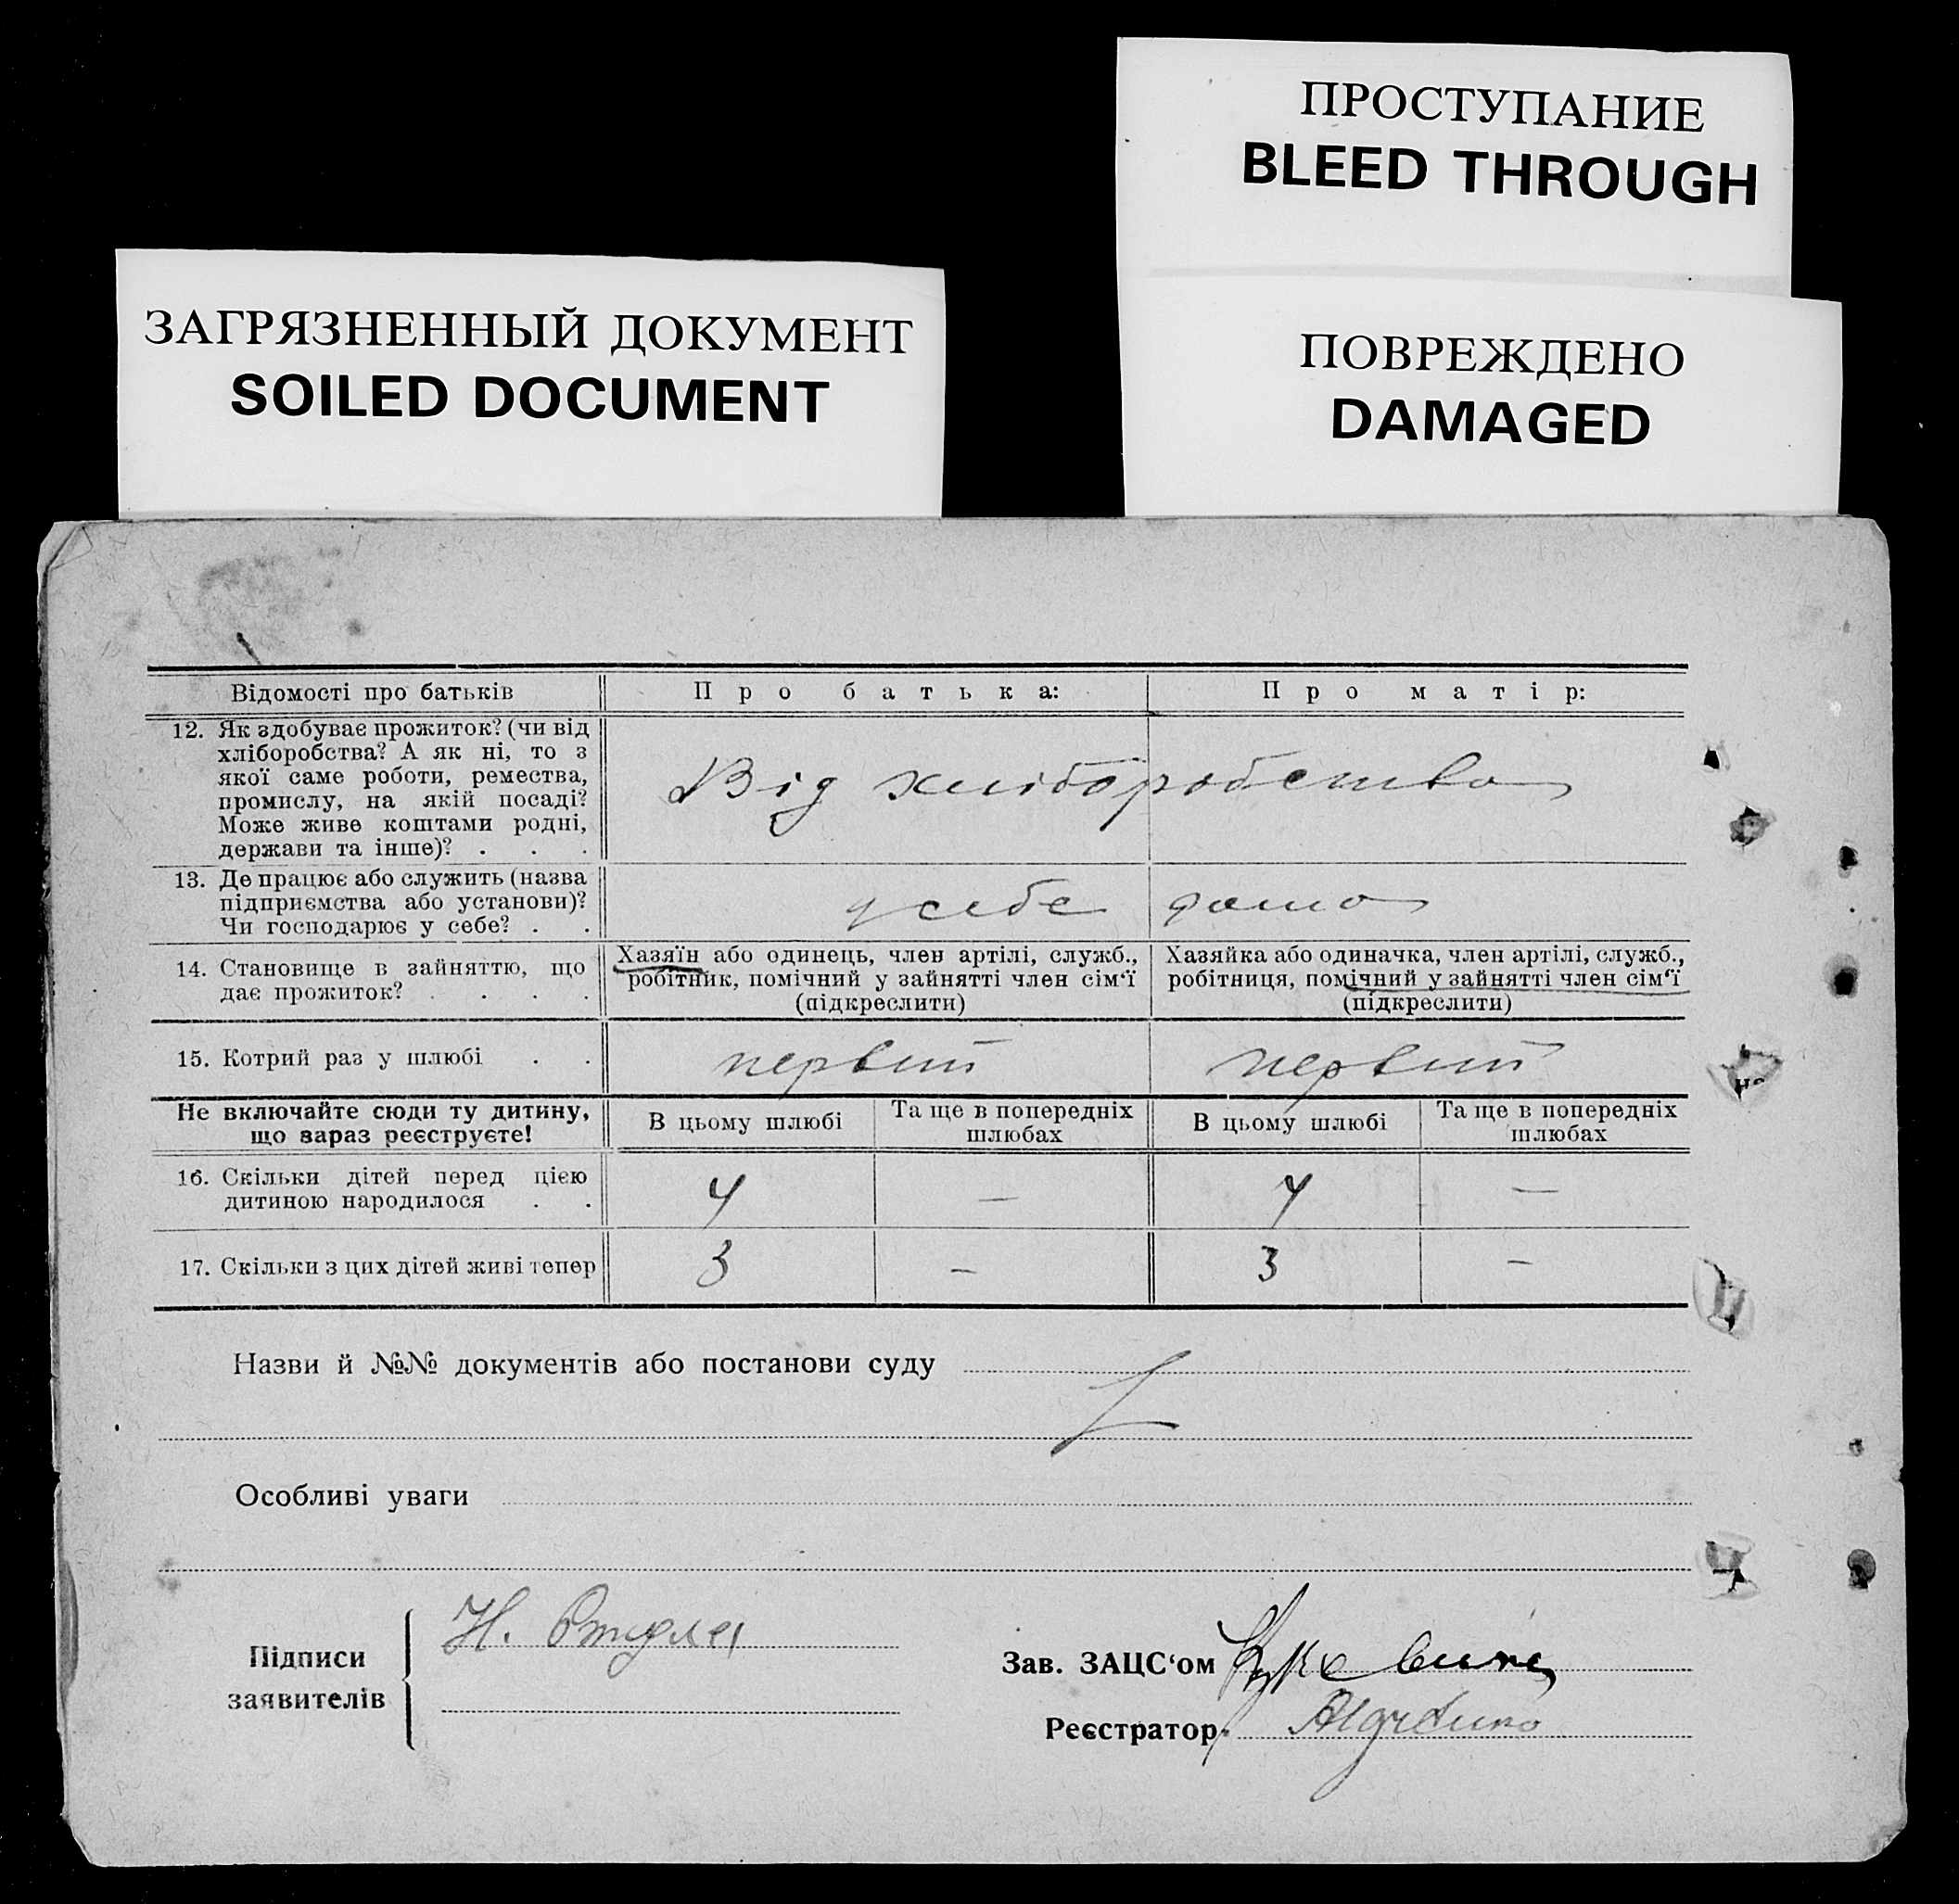 ПРОСТУПАНИЕ
BLEED THROUGH
ЗАГРЯЗНЕННЫЙ ДОКУМЕНТ
SOILED DOCUMENT
ПОВРЕЖДЕНО
DAMAGED
Відомості про батьків
Про батька:
Про матір:
12. Як здобуває прожиток? (чи від
хліборобства? А як ні, то з
якої саме роботи, ремества,
промислу, на якій посаді?
Може живе коштами родні,
держави та інше)? . . .
Від хліборобства
13. Де працює або служить (назва
підприємства або установи)?
Чи господарює у себе? . .
у себе дома
14. Становище в зайняттю, що
дає прожиток? . . . .
Хазяїн або одинець, член артілі, служб.,
робітник, помічний у зайнятті член сім‘ї
(підкреслити)
Хазяйка або одиначка, член артілі, служб.,
робітниця, помічний у зайнятті член сім‘ї
(підкреслити)
15. Котрий раз у шлюбі . .
первий
первий
Не включайте сюди ту дитину,
що зараз реєструєте!
В цьому шлюбі
Та ще в попередніх
шлюбах
В цьому шлюбі
Та ще в попередніх
шлюбах
16. Скільки дітей перед цією
дитиною народилося . .
4 — 4 —
17. Скільки з цих дітей живі тепер
3 — 3 —
Назви й №№ документів або постанови суду
Особливі уваги
Підписи
заявителів
Н.
Зав. ЗАЦС‘ом
Реєстратор